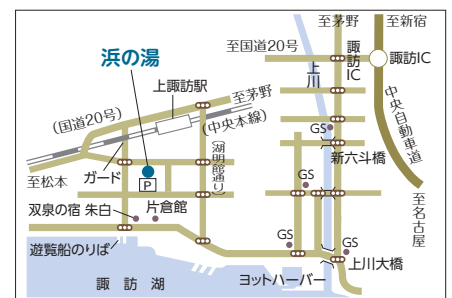 至茅野
至新宿
至国道20号
諏訪IC
諏訪IC
浜の湯
上川
上諏訪駅
至茅野
(国道20号)
(中央本線)
中央自動車道
GS
(湖明館通り)
ガード
新六斗橋
至松本
P
GS
至名古屋
双泉の宿 朱白
片倉館
GS
GS
遊覧船のりば
上川大橋
諏訪湖
ヨットハーバー